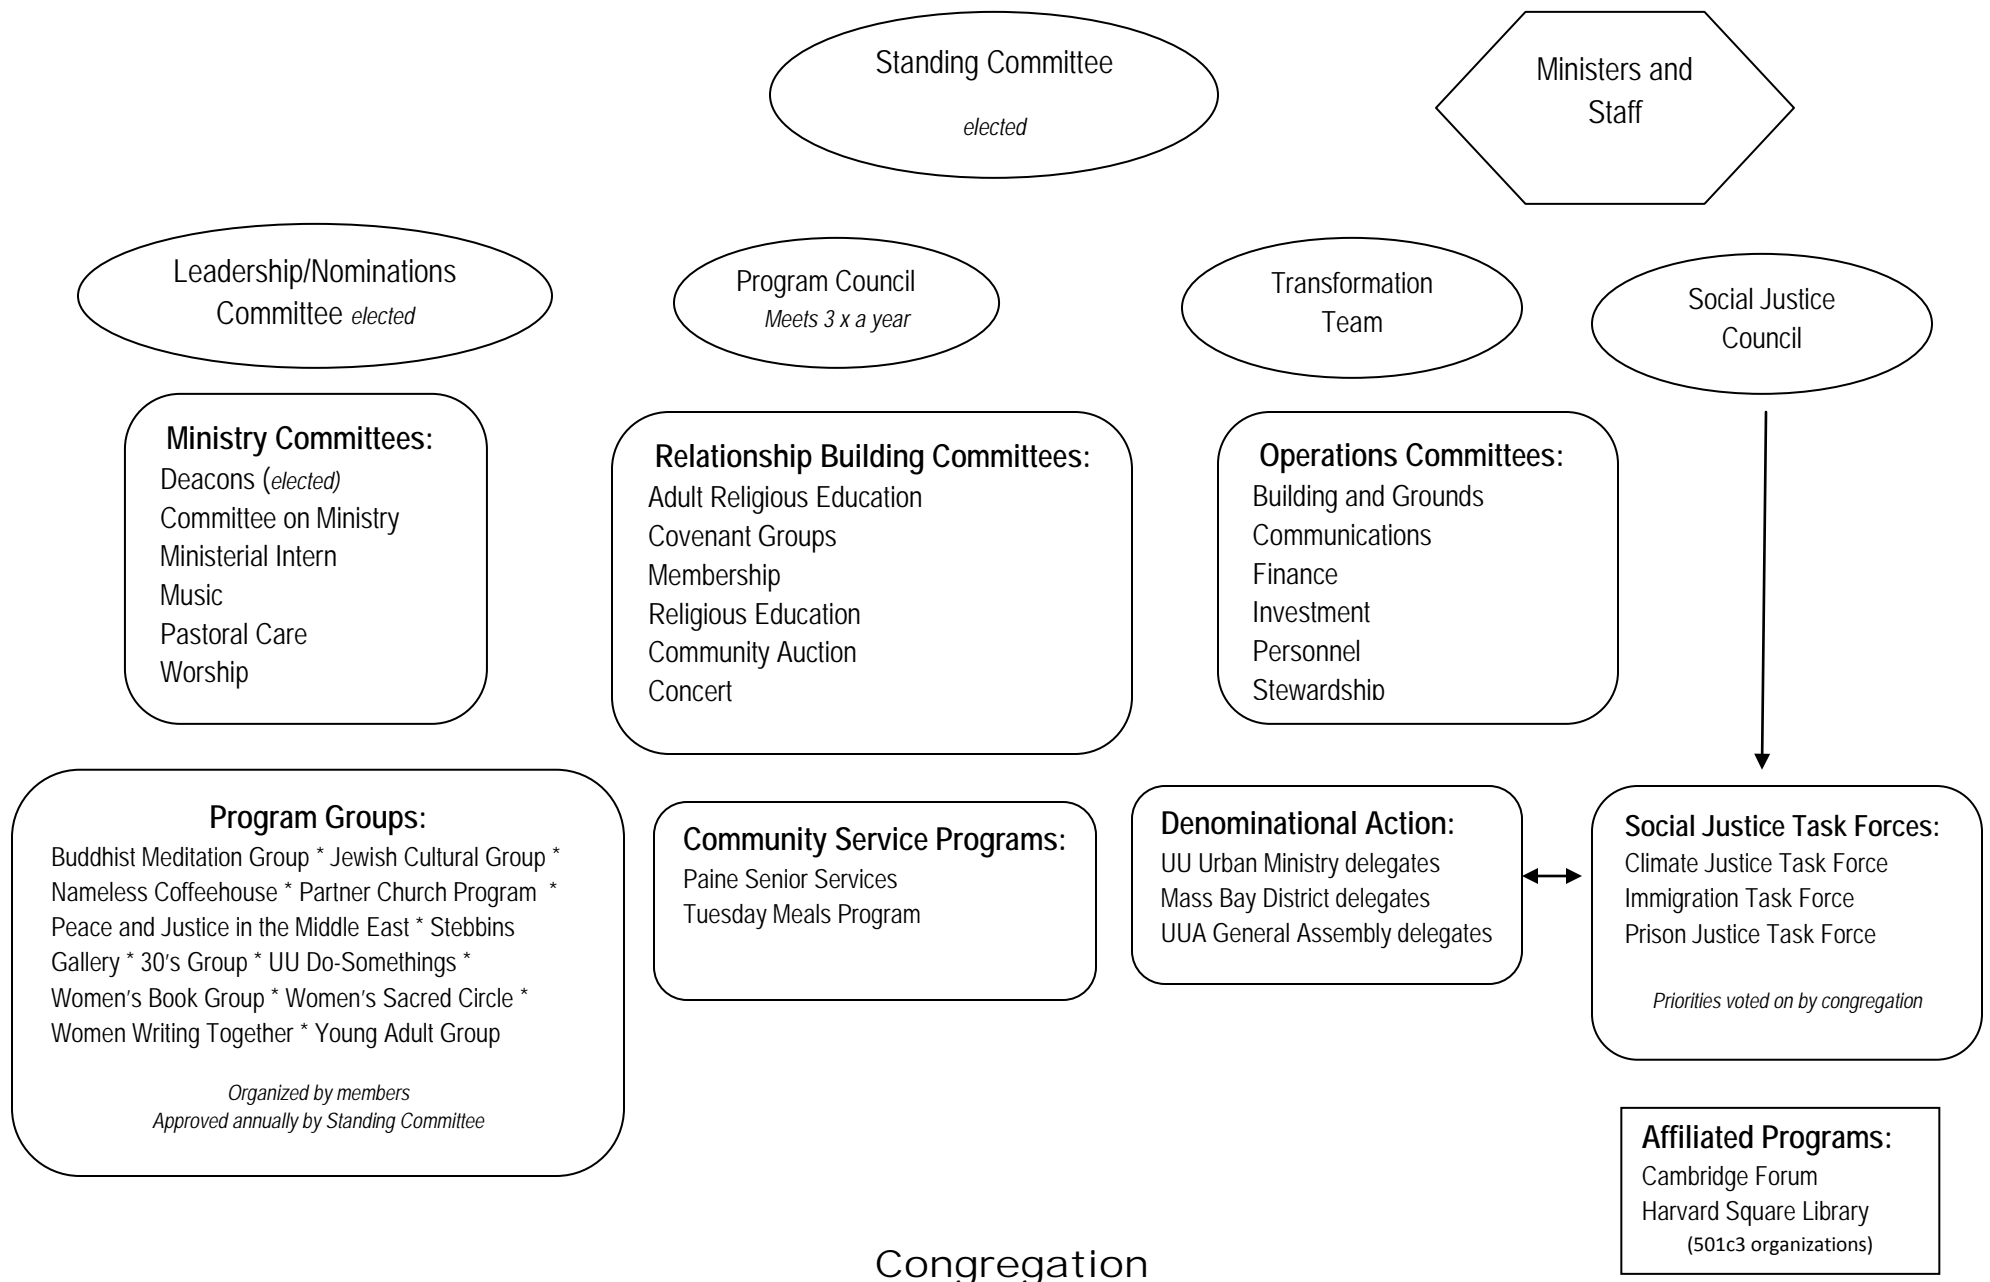 Standing Committee
elected
Ministers and
Staff
Leadership/Nominations
Committee elected
Program Council
Meets 3 x a year
Transformation
Team
Social Justice
Council
Ministry Committees:
Deacons (elected)
Committee on Ministry
Ministerial Intern
Music
Pastoral Care
Worship
Relationship Building Committees:
Adult Religious Education
Covenant Groups
Membership
Religious Education
Community Auction
Concert
Operations Committees:
Building and Grounds
Communications
Finance
Investment
Personnel
Stewardship
Program Groups:
Buddhist Meditation Group * Jewish Cultural Group *
Nameless Coffeehouse * Partner Church Program *
Peace and Justice in the Middle East * Stebbins
Gallery * 30's Group * UU Do-Somethings *
Women's Book Group * Women's Sacred Circle *
Women Writing Together * Young Adult Group
Organized by members
Approved annually by Standing Committee
Community Service Programs:
Paine Senior Services
Tuesday Meals Program
Denominational Action:
UU Urban Ministry delegates
Mass Bay District delegates
UUA General Assembly delegates
Social Justice Task Forces:
Climate Justice Task Force
Immigration Task Force
Prison Justice Task Force
Priorities voted on by congregation
Affiliated Programs:
Cambridge Forum
Harvard Square Library
(501c3 organizations)
Congregation